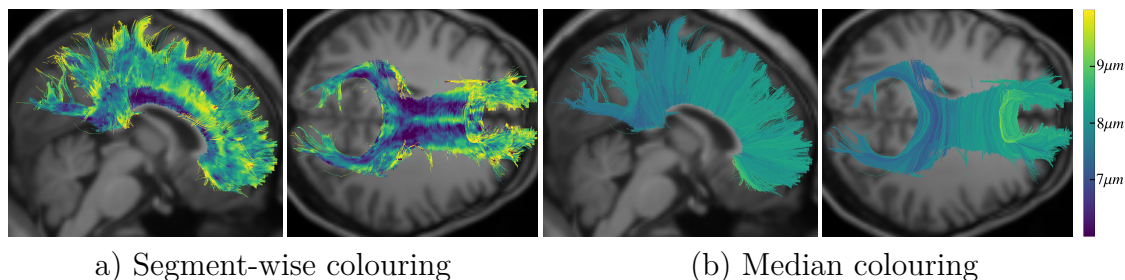 9μm
8μm
7μm
a) Segment-wise colouring
(b) Median colouring